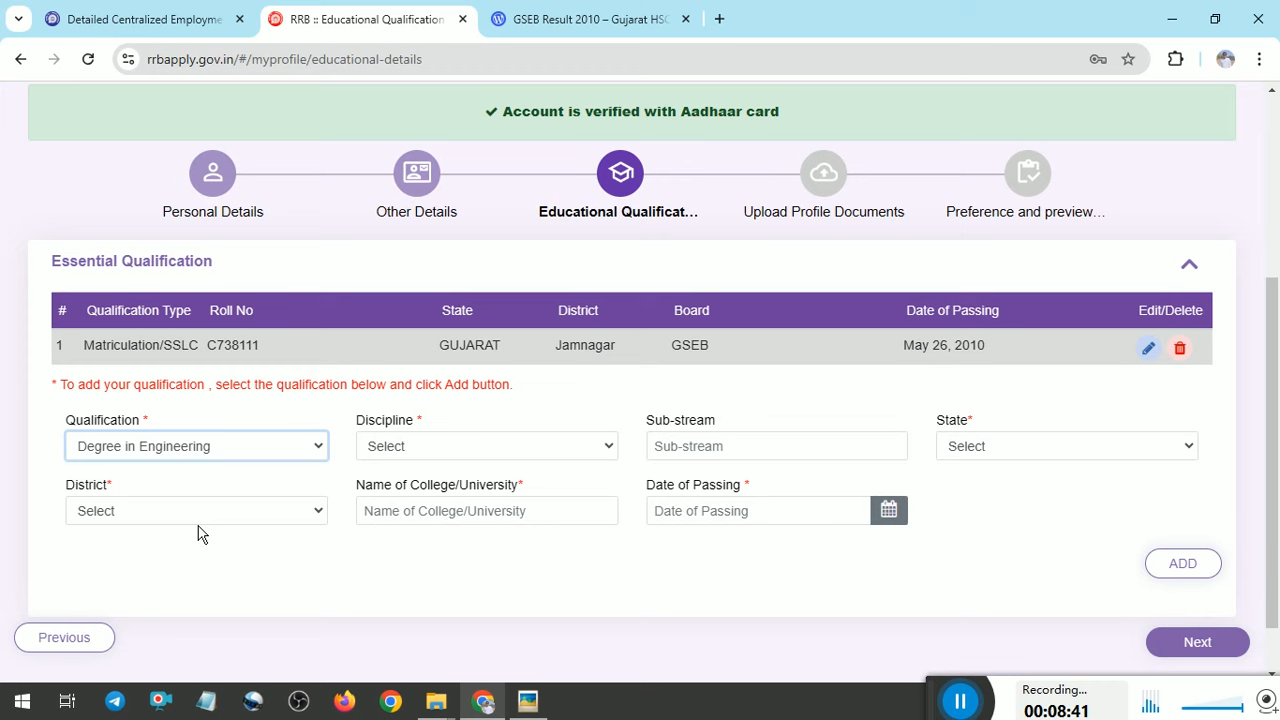 Detailed Centralized Employme
RRB :: Educational Qualification
GSEB Result 2010 – Gujarat HSC
rrbapply.gov.in/#/myprofile/educational-details
Account is verified with Aadhaar card
Personal Details
Other Details
Educational Qualificat...
Upload Profile Documents
Preference and preview...
Essential Qualification
# Qualification Type Roll No State District Board Date of Passing Edit/Delete
1 Matriculation/SSLC C738111 GUJARAT Jamnagar GSEB May 26, 2010
* To add your qualification , select the qualification below and click Add button.
Qualification * Discipline * Sub-stream State*
Degree in Engineering Select Sub-stream Select
District* Name of College/University* Date of Passing *
Select Name of College/University Date of Passing
ADD
Previous
Next
Recording...
00:08:41